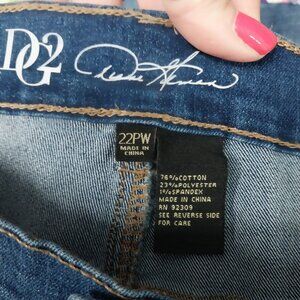 DG2
22PW
MADE IN
CHINA
76%COTTON
23%POLYESTER
1%SPANDEX
MADE IN CHINA
RN 92309
SEE REVERSE SIDE
FOR CARE